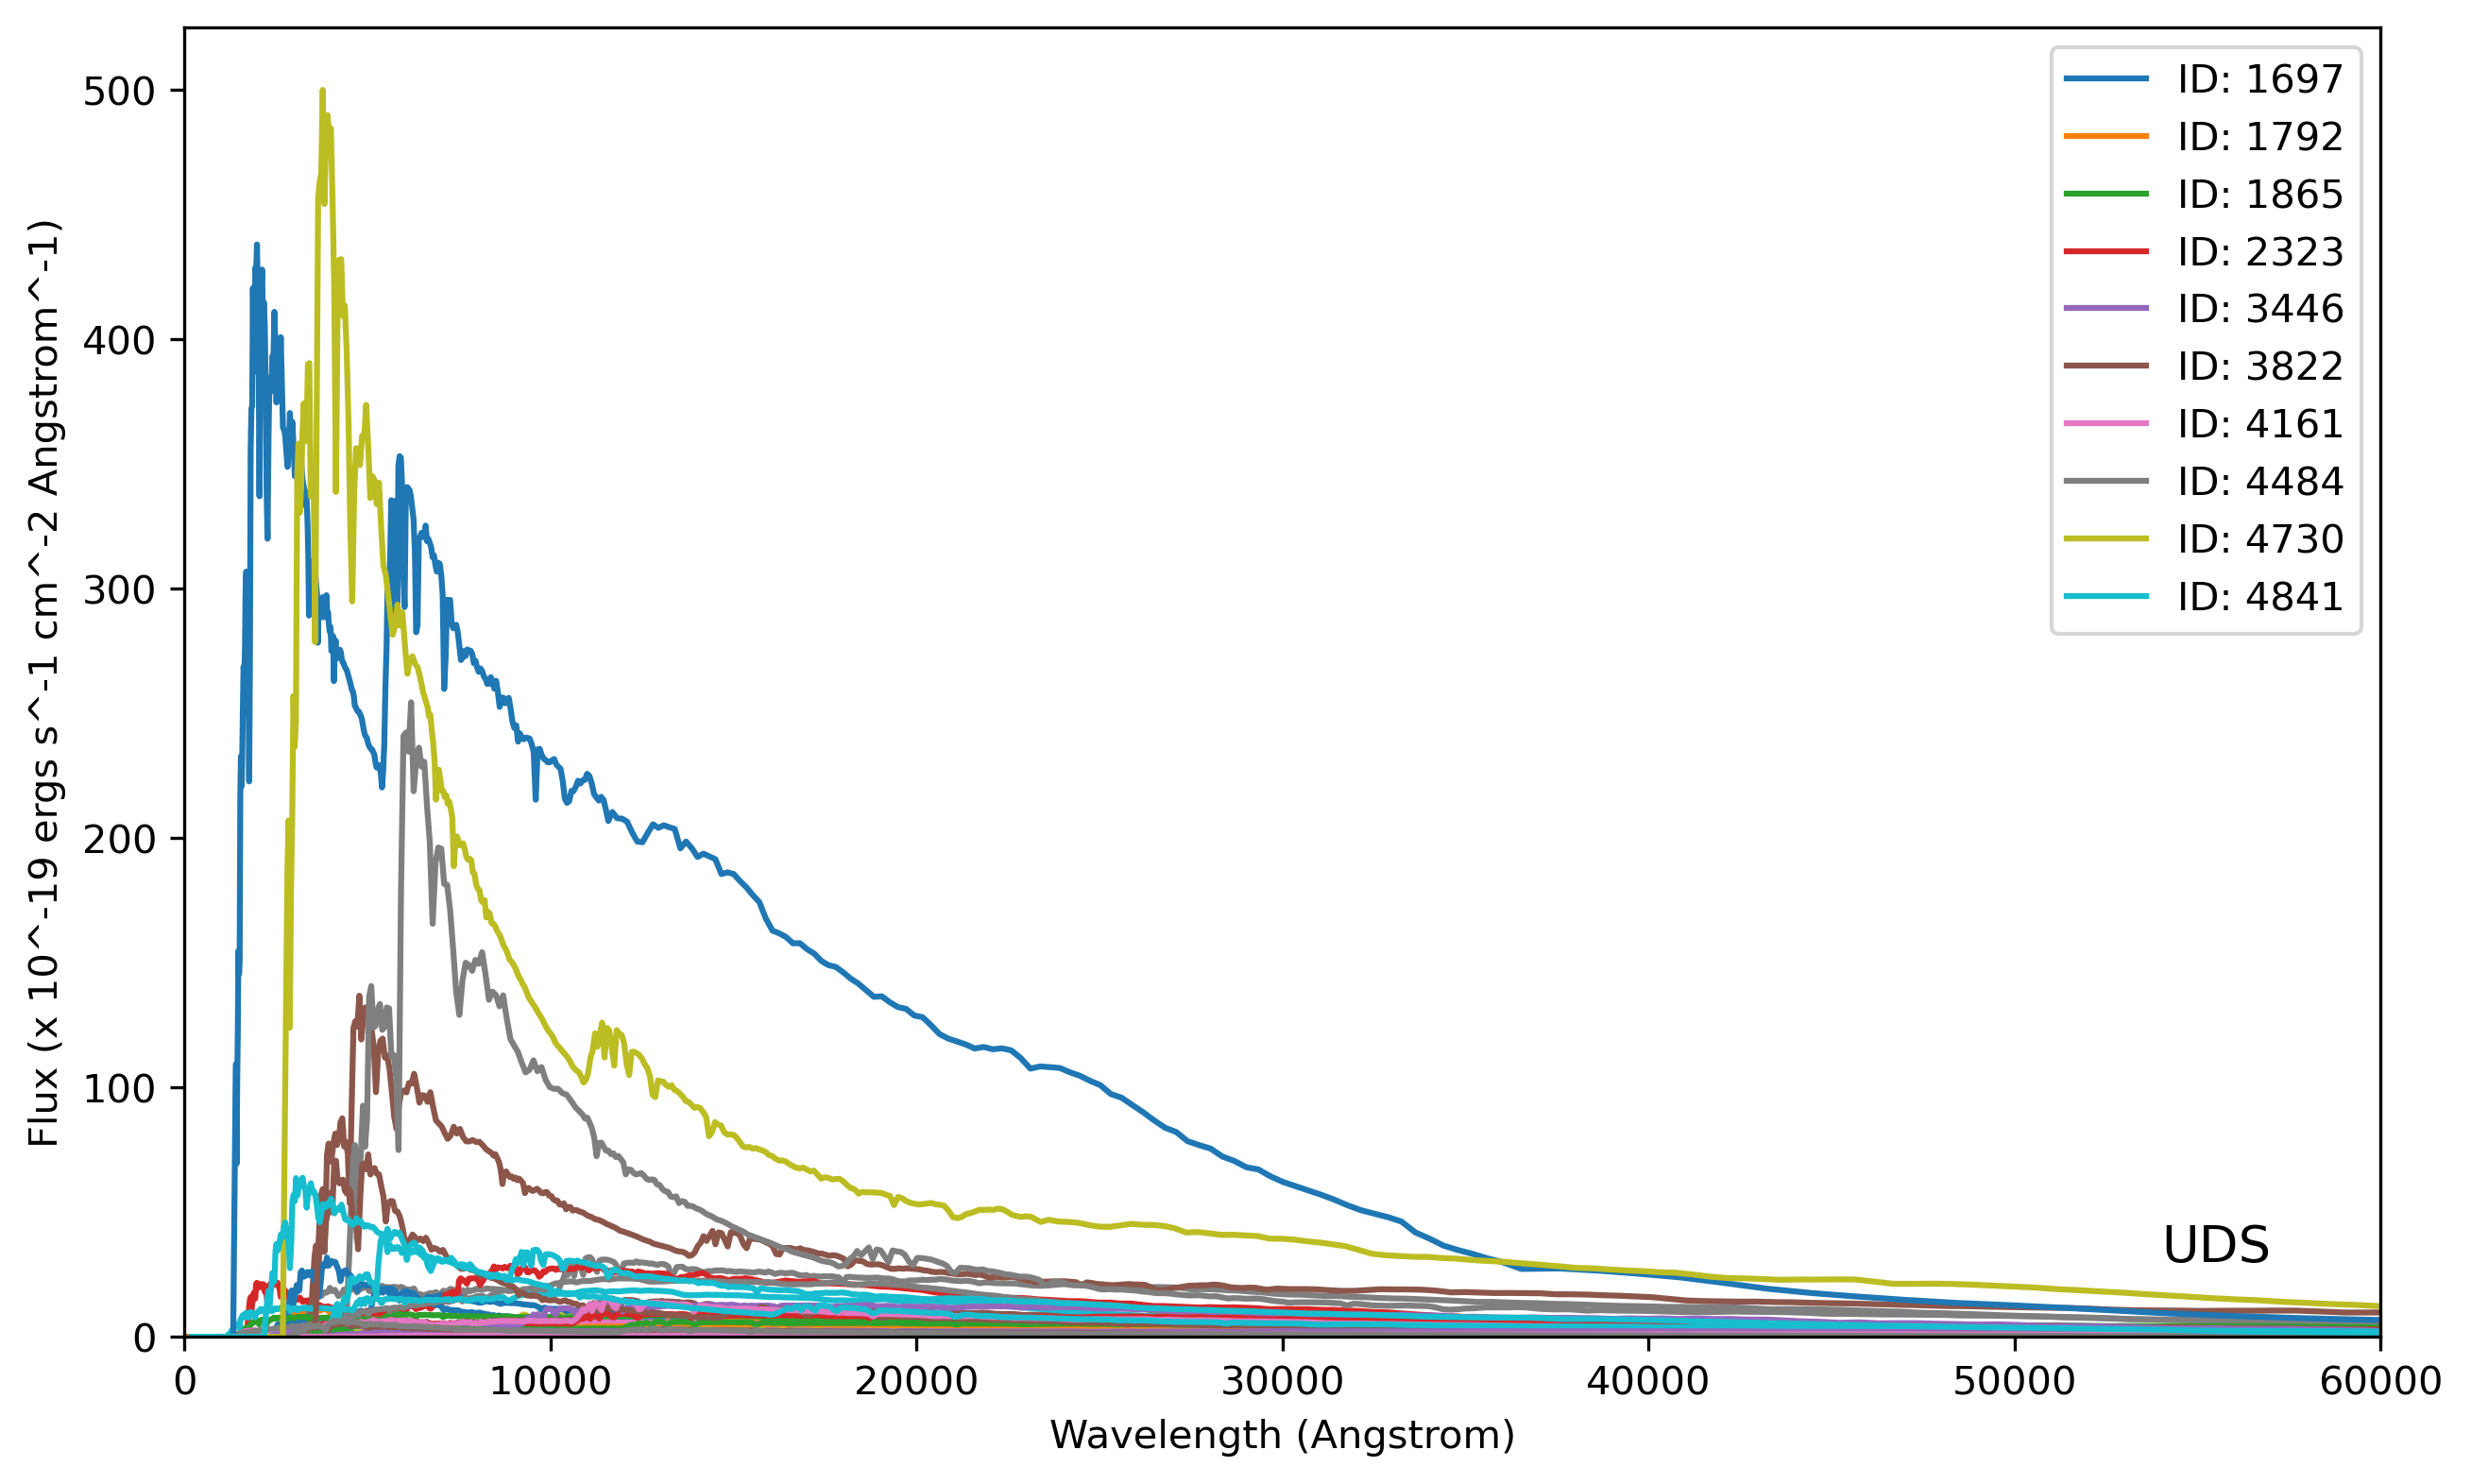 Flux (x 10^-19 ergs s^-1 cm^-2 Angstrom^-1)
500
400
300
200
100
0
ID: 1697
ID: 1792
ID: 1865
ID: 2323
ID: 3446
ID: 3822
ID: 4161
ID: 4484
ID: 4730
ID: 4841
UDS
0 10000 20000 30000 40000 50000 60000
Wavelength (Angstrom)